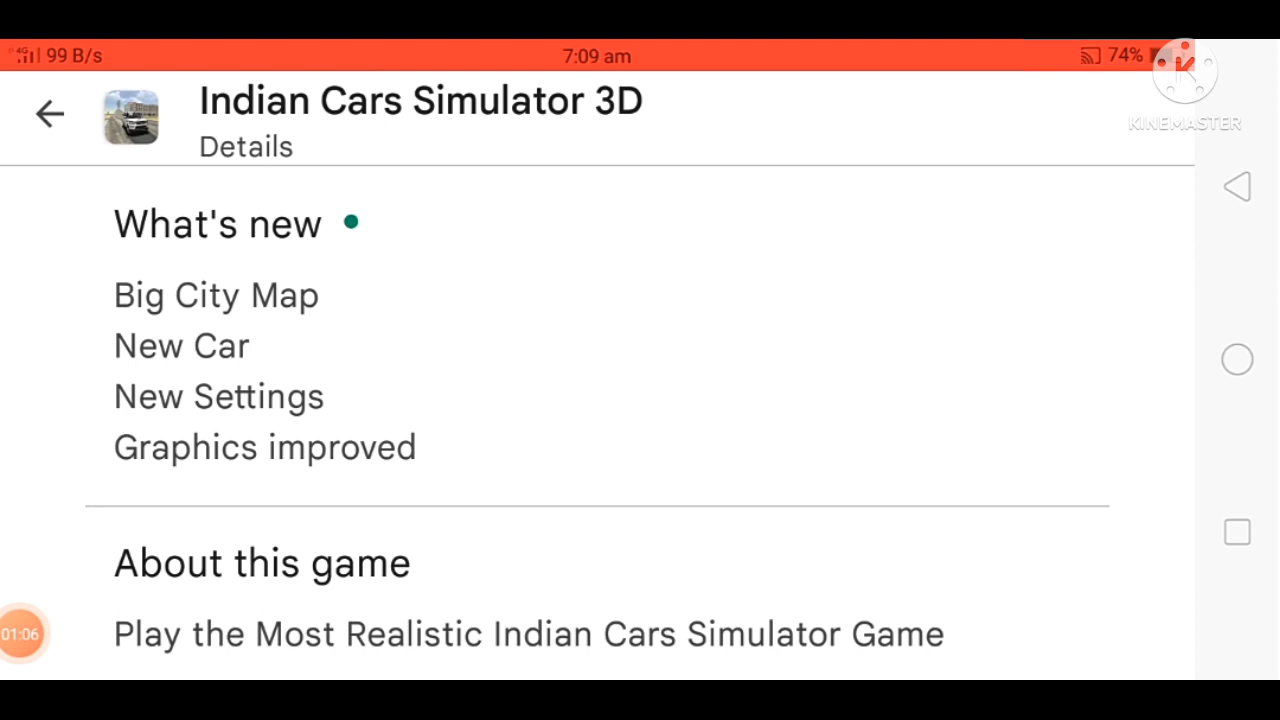 4G 99 B/s 7:09 am 74%
KINEMASTER
Indian Cars Simulator 3D
Details
What's new
Big City Map
New Car
New Settings
Graphics improved
About this game
01:06
Play the Most Realistic Indian Cars Simulator Game